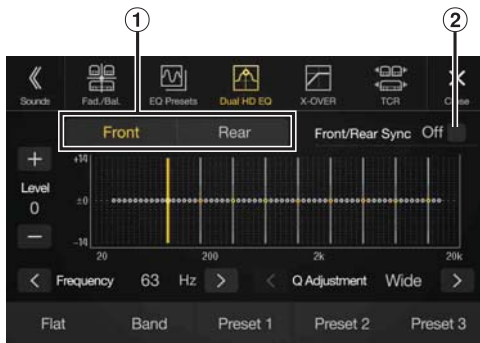 ① ②
Sounds Fad./Bal. EQ Presets Dual HD EQ X-OVER TCR Close
Front Rear Front/Rear Sync Off
+14
Level
0
±0
-14
20 200 2k 20k
Frequency 63 Hz Q Adjustment Wide
Flat Band Preset 1 Preset 2 Preset 3